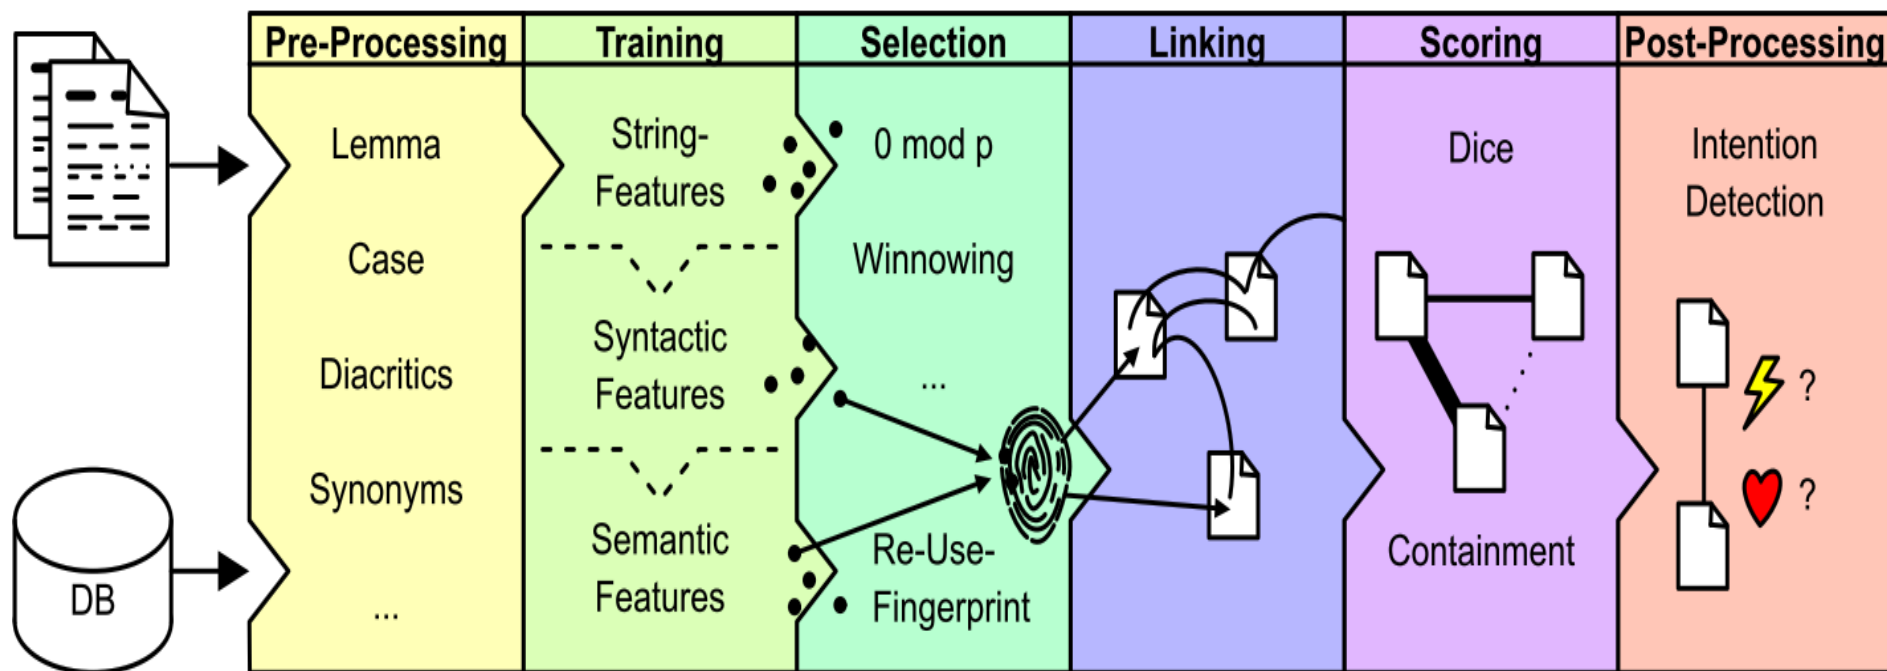 Pre-Processing
Training
Selection
Linking
Scoring
Post-Processing
Lemma
Case
Diacritics
Synonyms
...
String-
Features
Syntactic
Features
Semantic
Features
0 mod p
Winnowing
...
Re-Use-
Fingerprint
Dice
Containment
Intention
Detection
?
?
DB